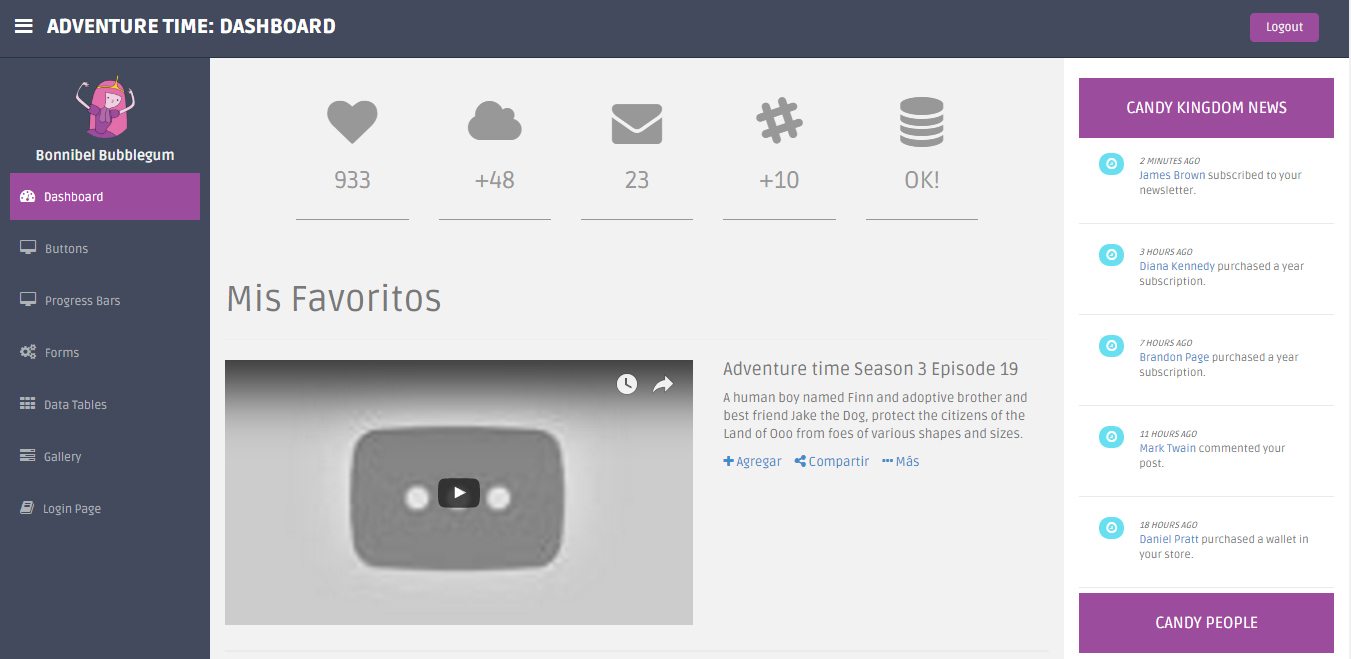 ADVENTURE TIME: DASHBOARD
Logout
Bonnibel Bubblegum
Dashboard
Buttons
Progress Bars
Forms
Data Tables
Gallery
Login Page
933
+48
23
+10
OK!
Mis Favoritos
Adventure time Season 3 Episode 19
A human boy named Finn and adoptive brother and
best friend Jake the Dog, protect the citizens of the
Land of Ooo from foes of various shapes and sizes.
Agregar Compartir Más
CANDY KINGDOM NEWS
2 MINUTES AGO
James Brown subscribed to your
newsletter.
3 HOURS AGO
Diana Kennedy purchased a year
subscription.
7 HOURS AGO
Brandon Page purchased a year
subscription.
11 HOURS AGO
Mark Twain commented your
post.
18 HOURS AGO
Daniel Pratt purchased a wallet in
your store.
CANDY PEOPLE